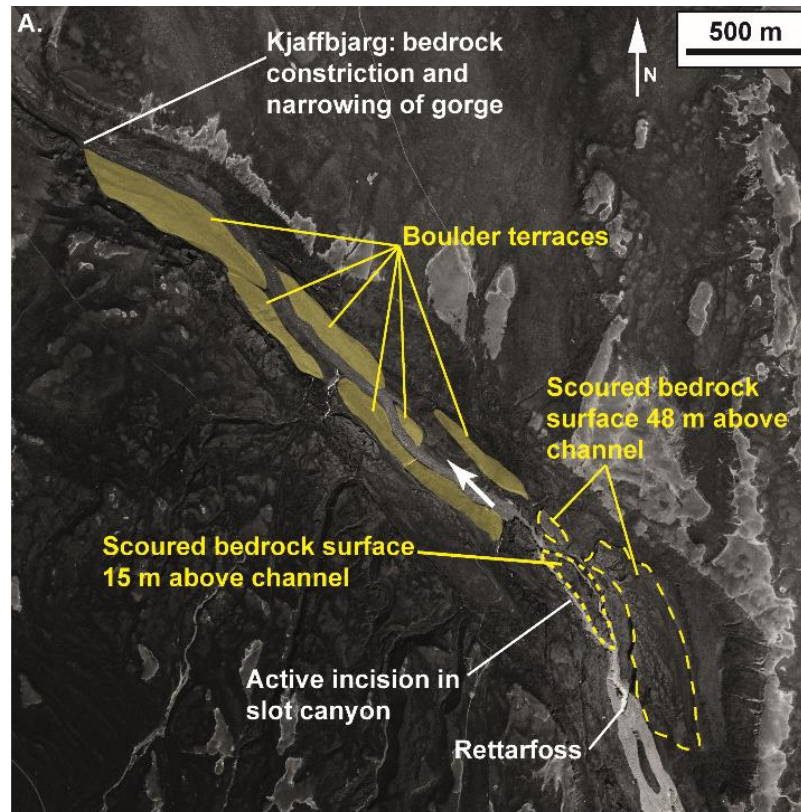 A.
Kjaffbjarg: bedrock
constriction and
narrowing of gorge
500 m
N
Boulder terraces
Scoured bedrock
surface 48 m above
channel
Scoured bedrock surface
15 m above channel
Active incision in
slot canyon
Rettarfoss